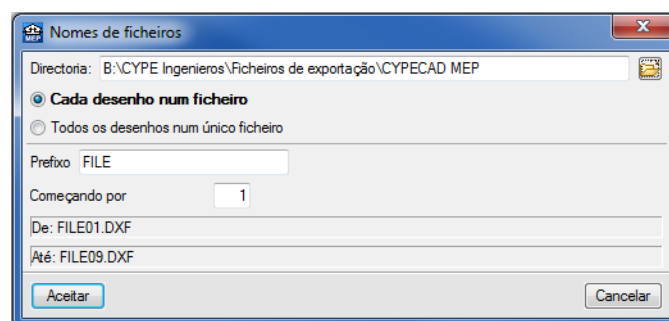 MEP
Nomes de ficheiros
Directoria: B:\CYPE Ingenieros\Ficheiros de exportação\CYPECAD MEP
Cada desenho num ficheiro
Todos os desenhos num único ficheiro
Prefixo FILE
Começando por 1
De: FILE01.DXF
Até: FILE09.DXF
Aceitar Cancelar